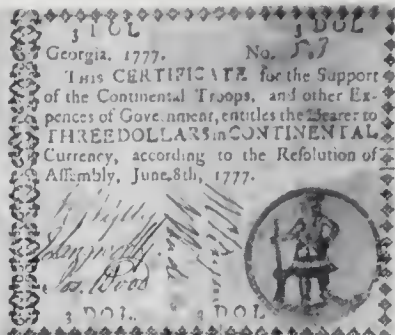 3 DOL 3 DOL
Georgia, 1777. No.
THIS CERTIFICATE for the Support
of the Continental Troops, and other Ex-
pences of Government, entitles the Bearer to
THREE DOLLARS in CONTINENTAL
Currency, according to the Resolution of
Assembly, June 8th, 1777.
Wood
3 DOL. 3 DOL